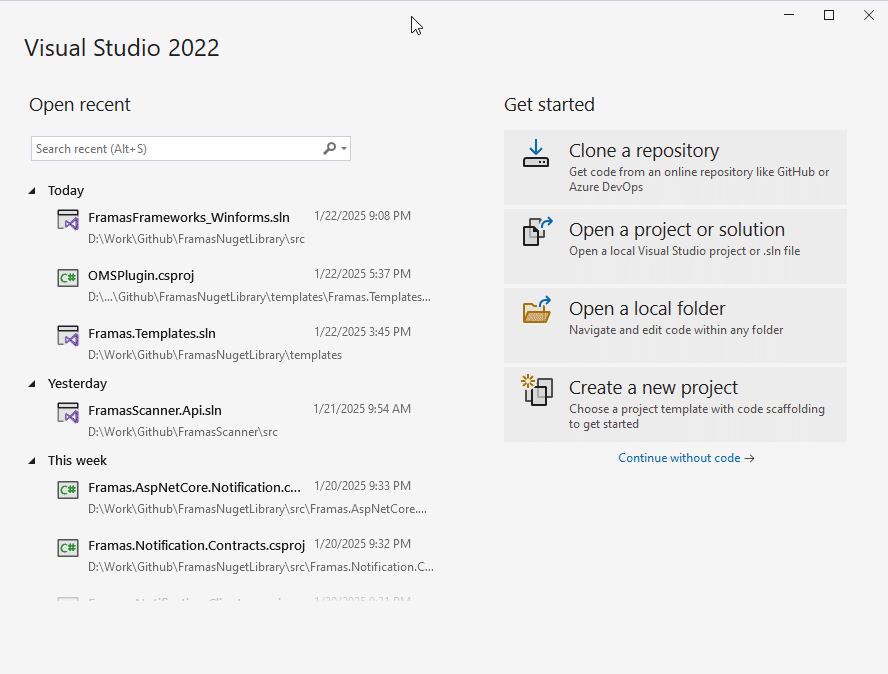 Visual Studio 2022
Open recent
Search recent (Alt+S)
Today
FramasFrameworks_Winforms.sln 1/22/2025 9:08 PM
D:\Work\Github\FramasNugetLibrary\src
C# OMSPlugin.csproj 1/22/2025 5:37 PM
D:\...\Github\FramasNugetLibrary\templates\Framas.Templates...
Framas.Templates.sln 1/22/2025 3:45 PM
D:\Work\Github\FramasNugetLibrary\templates
Yesterday
FramasScanner.Api.sln 1/21/2025 9:54 AM
D:\Work\Github\FramasScanner\src
This week
C# Framas.AspNetCore.Notification.c... 1/20/2025 9:33 PM
D:\Work\Github\FramasNugetLibrary\src\Framas.AspNetCore....
C# Framas.Notification.Contracts.csproj 1/20/2025 9:32 PM
D:\Work\Github\FramasNugetLibrary\src\Framas.Notification.C...
Get started
Clone a repository
Get code from an online repository like GitHub or
Azure DevOps
Open a project or solution
Open a local Visual Studio project or .sln file
Open a local folder
Navigate and edit code within any folder
Create a new project
Choose a project template with code scaffolding
to get started
Continue without code →